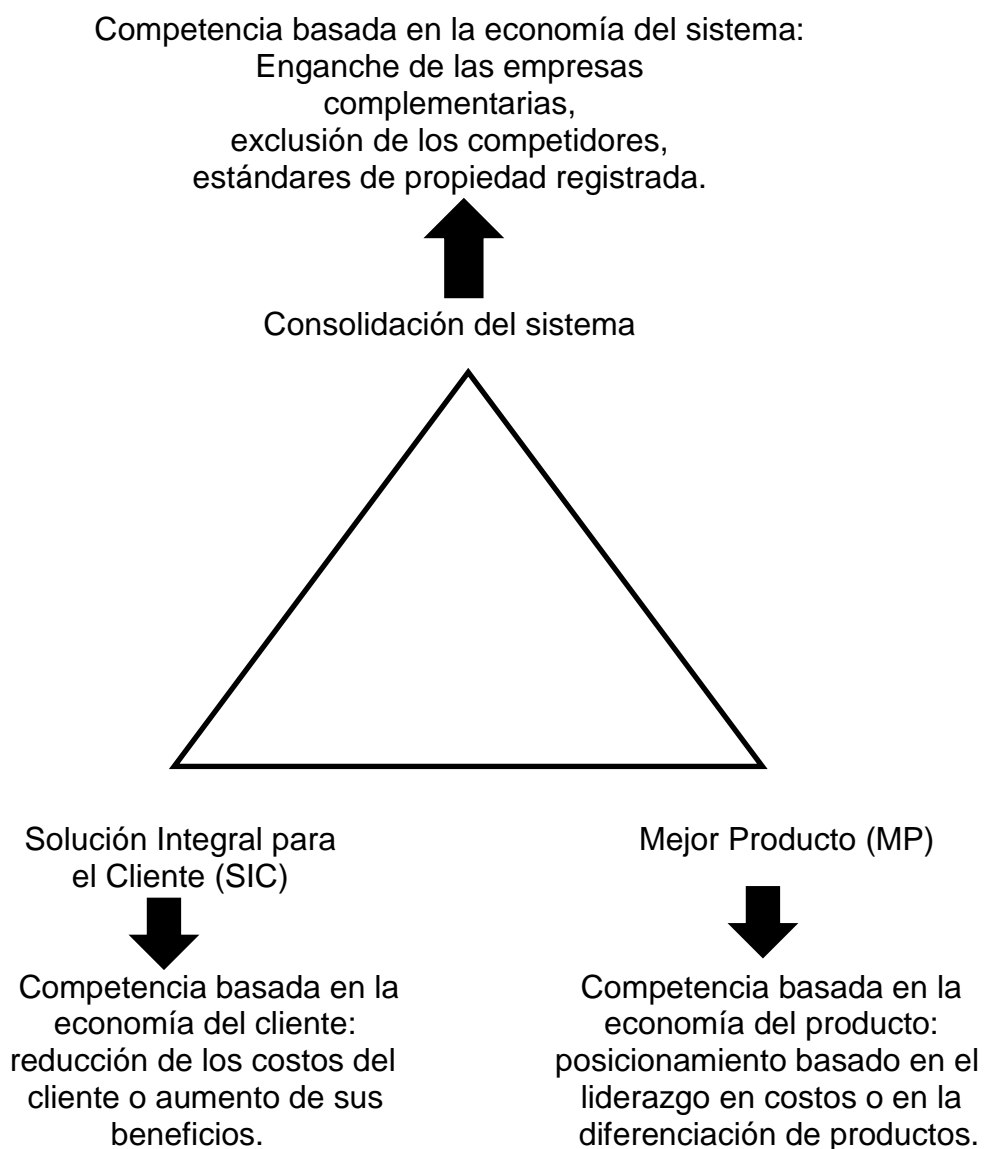 Competencia basada en la economía del sistema:
Enganche de las empresas
complementarias,
exclusión de los competidores,
estándares de propiedad registrada.
Consolidación del sistema
Solución Integral para
el Cliente (SIC)
Competencia basada en la
economía del cliente:
reducción de los costos del
cliente o aumento de sus
beneficios.
Mejor Producto (MP)
Competencia basada en la
economía del producto:
posicionamiento basado en el
liderazgo en costos o en la
diferenciación de productos.